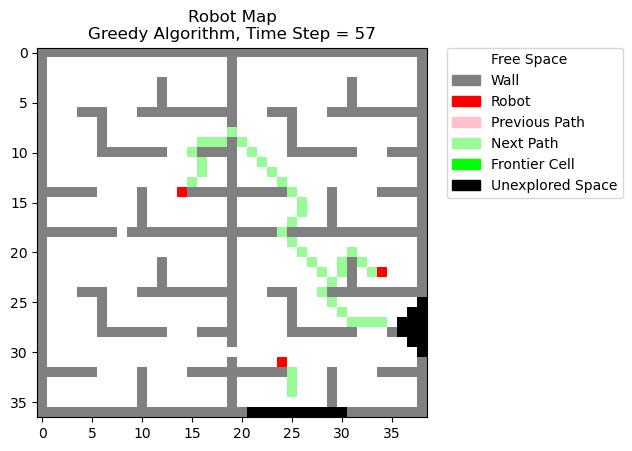 Robot Map
Greedy Algorithm, Time Step = 57
0
5
10
15
20
25
30
35
0
5
10
15
20
25
30
35
Free Space
Wall
Robot
Previous Path
Next Path
Frontier Cell
Unexplored Space